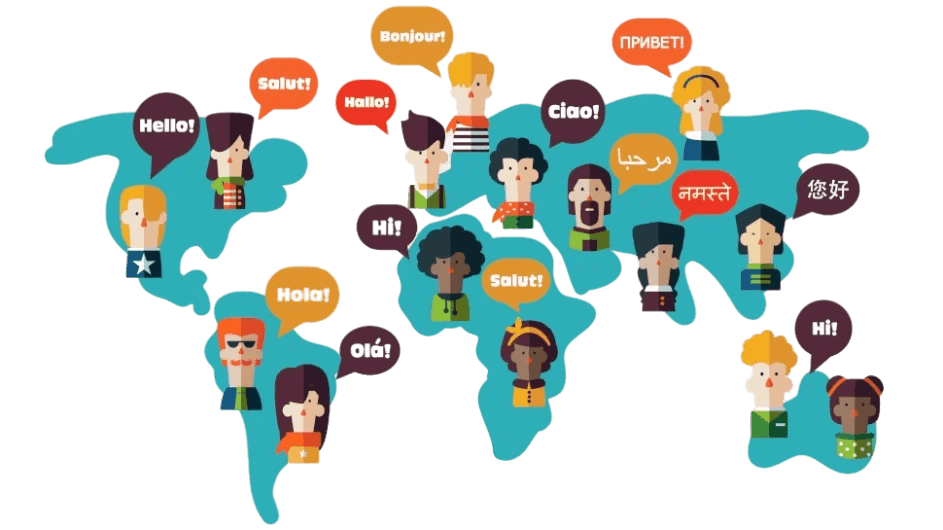 Bonjour!
ПРИВЕТ!
Salut!
Hallo!
Ciao!
Hello!
مرحبا
नमस्ते
您好
Hi!
Salut!
Hola!
Hi!
Olá!